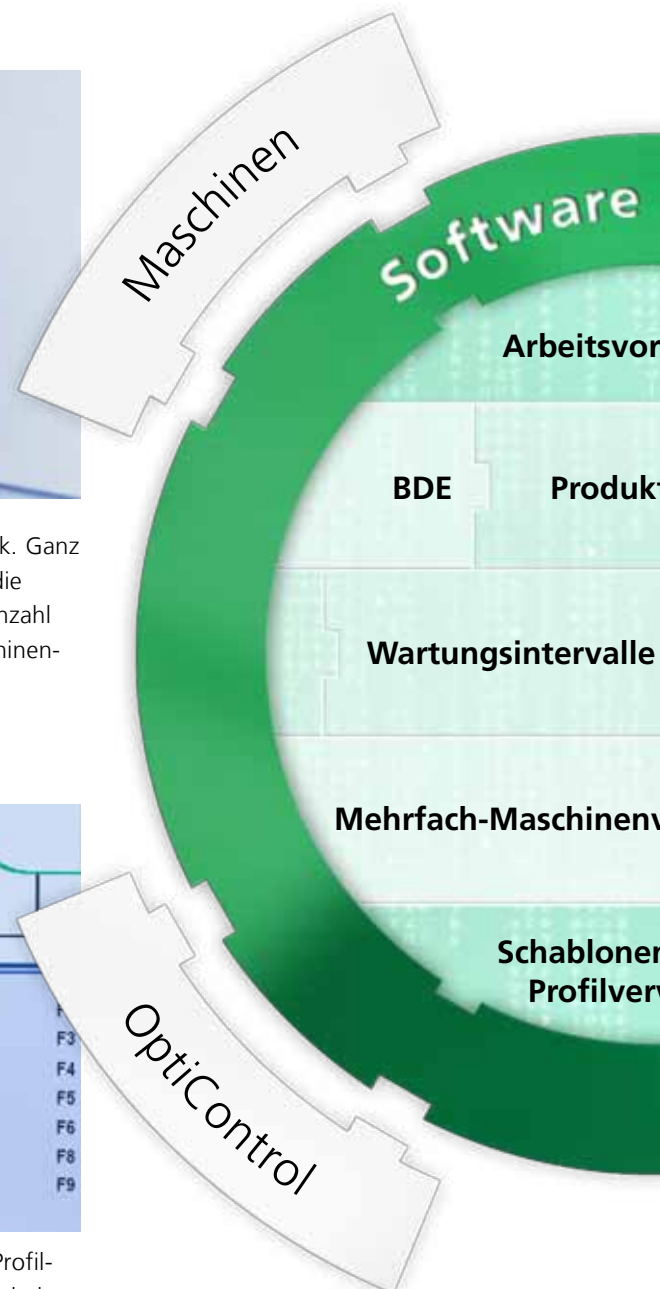 Maschinen
Software
Arbeitsvor
BDE
Produkt
k. Ganz
die
nzahl
hinen-
Wartungsintervalle
Mehrfach-Maschinenv
Schablonen
Profilverv
OptiControl
F3
F4
F5
F6
F8
F9
Profil-